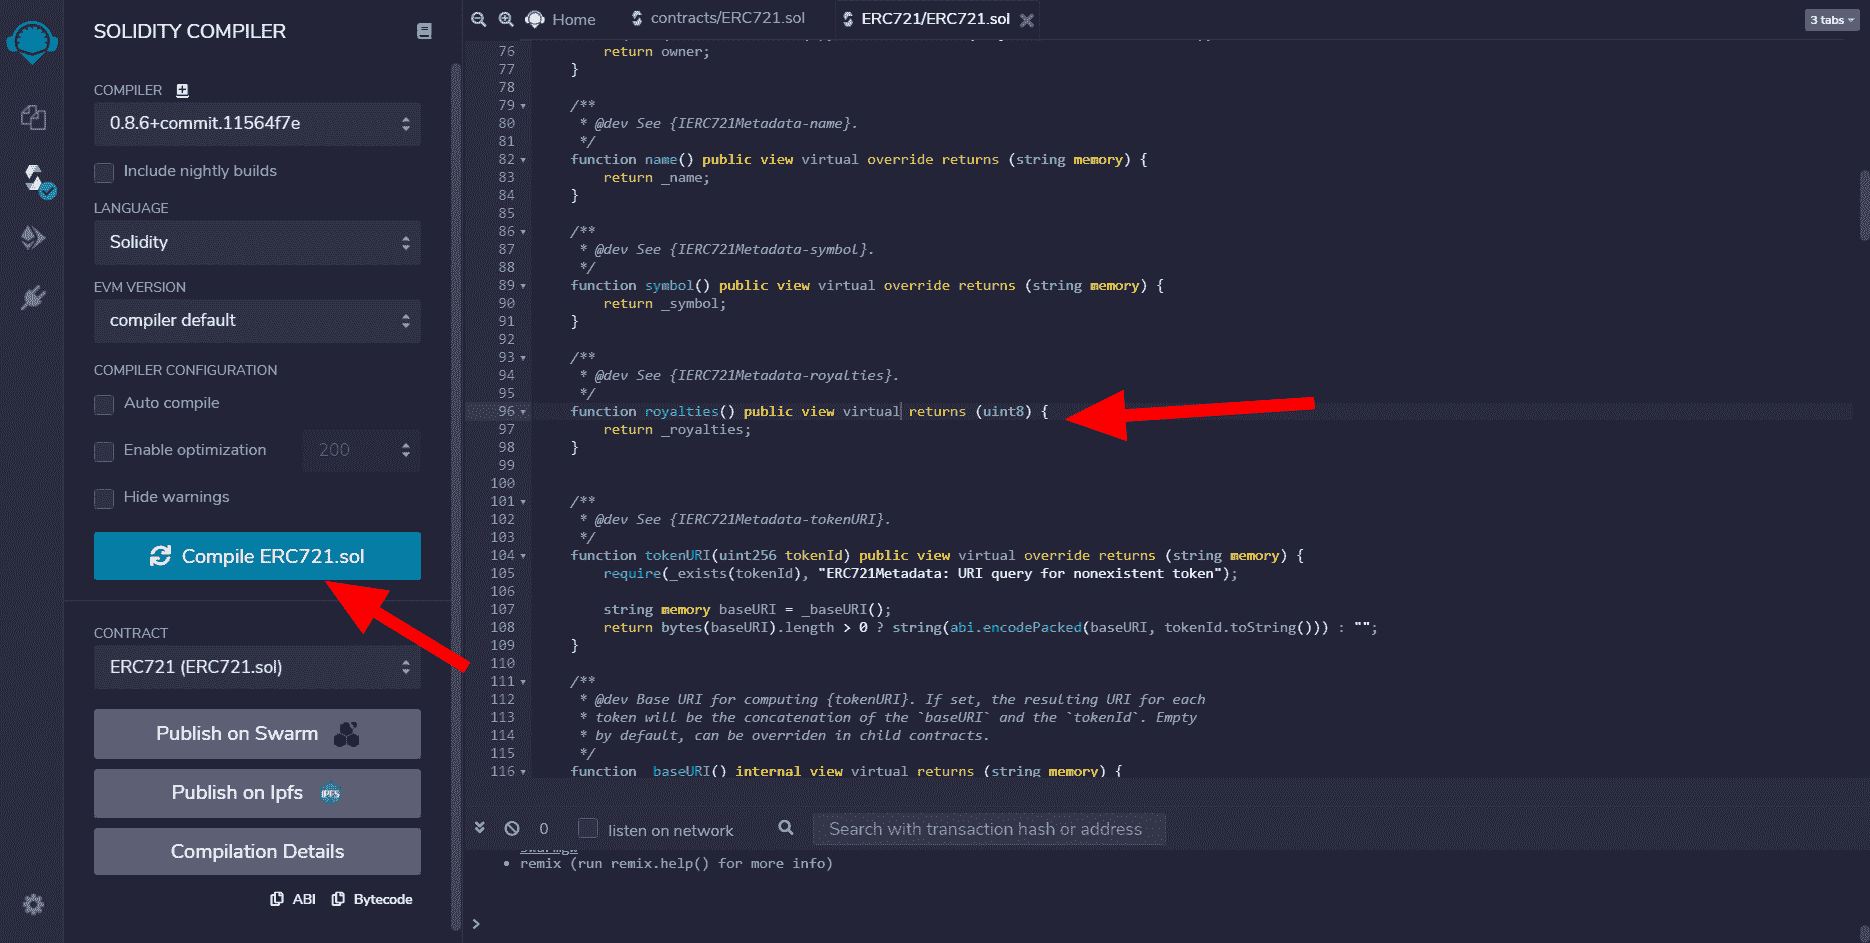 SOLIDITY COMPILER
COMPILER
0.8.6+commit.11564f7e
Include nightly builds
LANGUAGE
Solidity
EVM VERSION
compiler default
COMPILER CONFIGURATION
Auto compile
Enable optimization 200
Hide warnings
Compile ERC721.sol
CONTRACT
ERC721 (ERC721.sol)
Publish on Swarm
Publish on Ipfs IPFS
Compilation Details
ABI Bytecode
Home contracts/ERC721.sol ERC721/ERC721.sol 3 tabs
76 return owner;
77 }
78
79 /**
80 * @dev See {IERC721Metadata-name}.
81 */
82 function name() public view virtual override returns (string memory) {
83 return _name;
84 }
85
86 /**
87 * @dev See {IERC721Metadata-symbol}.
88 */
89 function symbol() public view virtual override returns (string memory) {
90 return _symbol;
91 }
92
93 /**
94 * @dev See {IERC721Metadata-royalties}.
95 */
96 function royalties() public view virtual returns (uint8) {
97 return _royalties;
98 }
99
100
101 /**
102 * @dev See {IERC721Metadata-tokenURI}.
103 */
104 function tokenURI(uint256 tokenId) public view virtual override returns (string memory) {
105 require(_exists(tokenId), "ERC721Metadata: URI query for nonexistent token");
106
107 string memory baseURI = _baseURI();
108 return bytes(baseURI).length > 0 ? string(abi.encodePacked(baseURI, tokenId.toString())) : "";
109 }
110
111 /**
112 * @dev Base URI for computing {tokenURI}. If set, the resulting URI for each
113 * token will be the concatenation of the `baseURI` and the `tokenId`. Empty
114 * by default, can be overriden in child contracts.
115 */
116 function _baseURI() internal view virtual returns (string memory) {
0 listen on network Search with transaction hash or address
• remix (run remix.help() for more info)
>